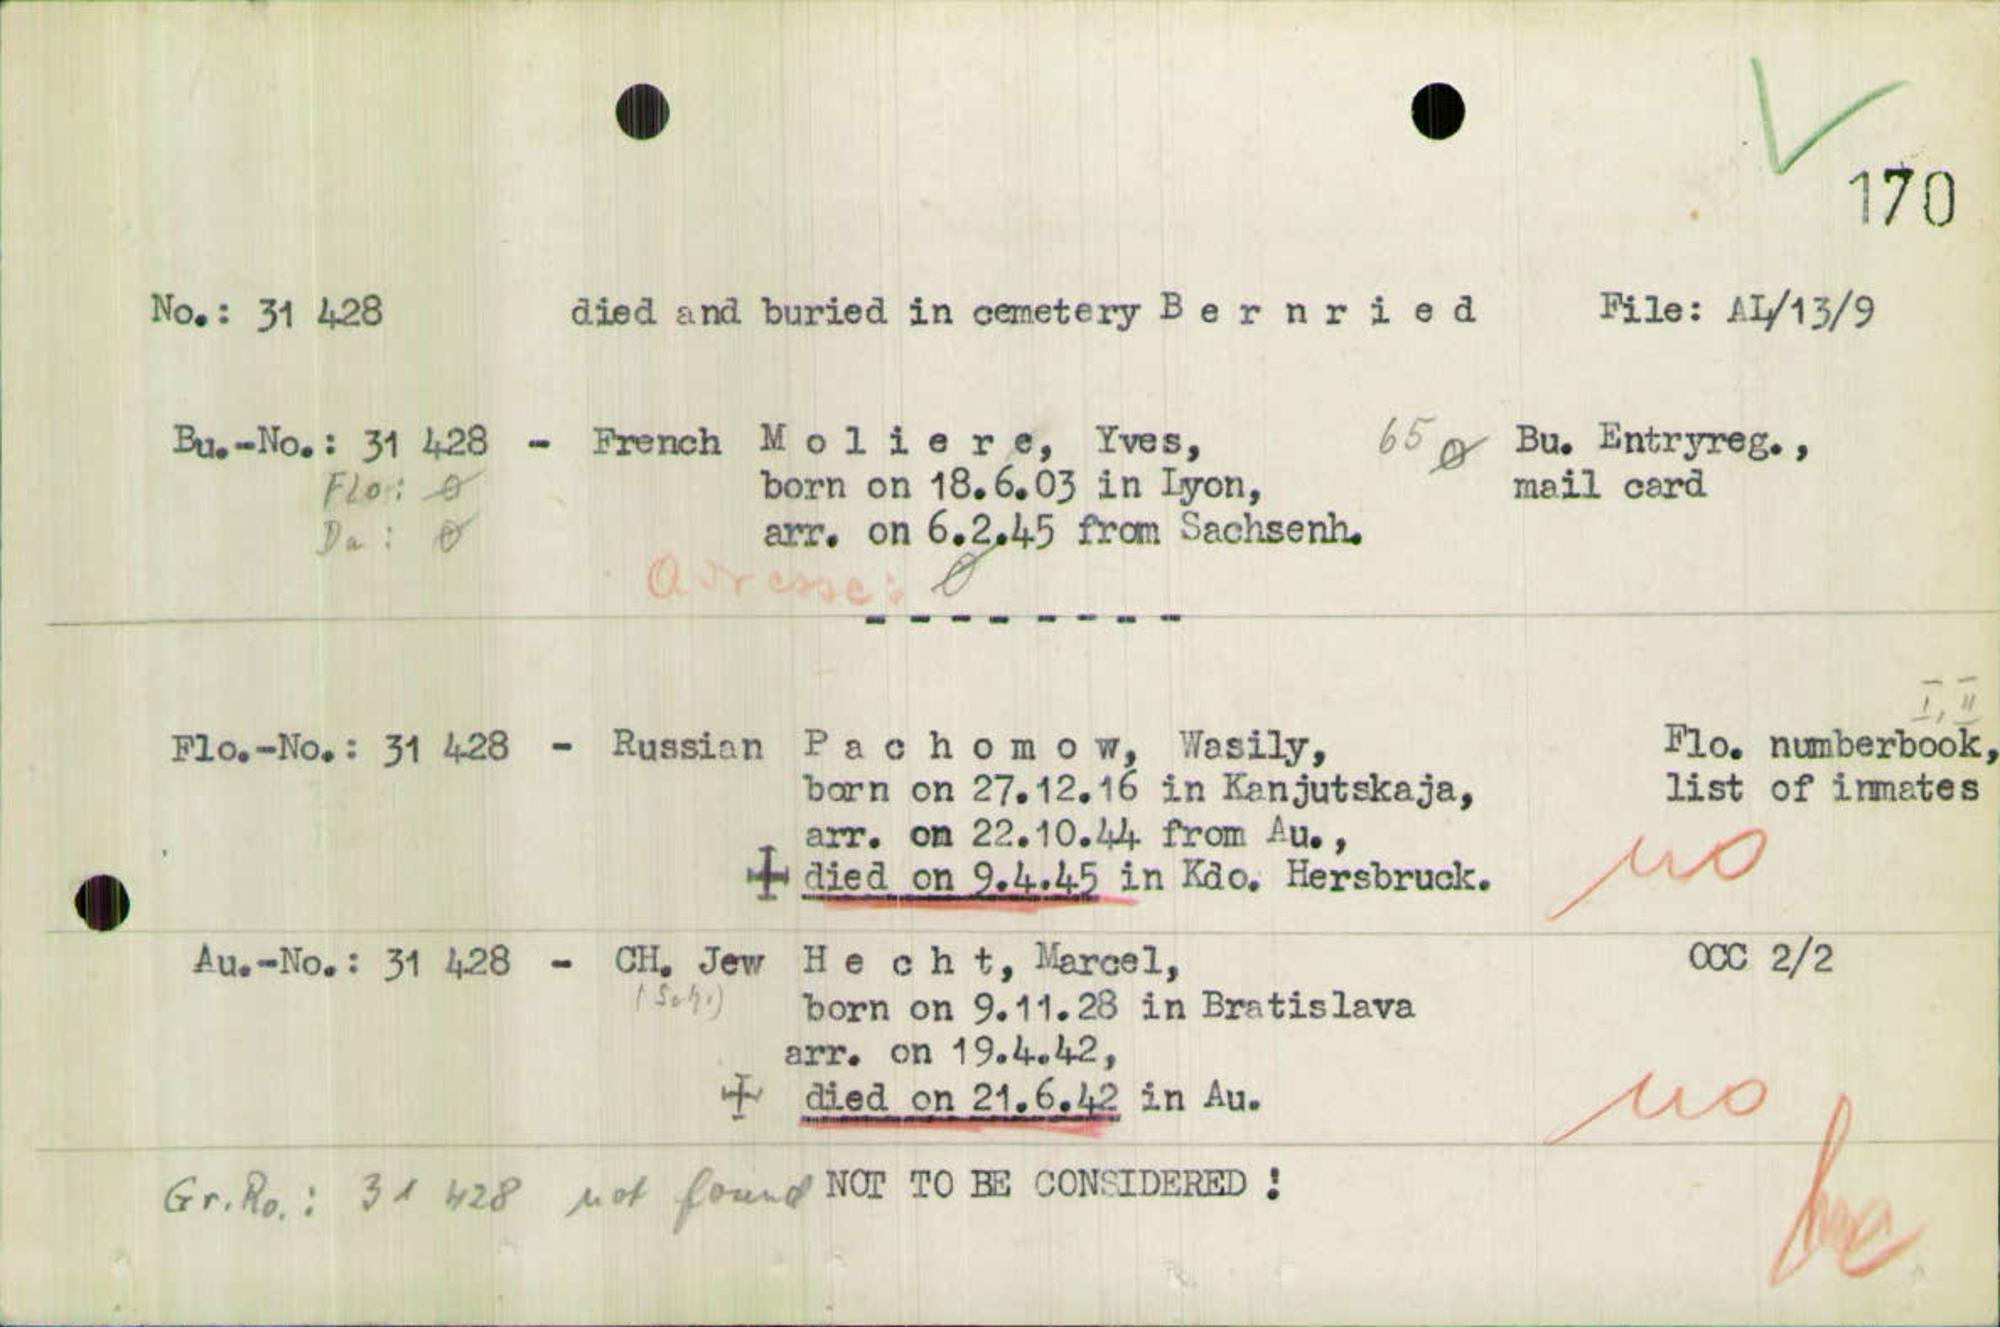 170
No.: 31 428 died and buried in cemetery B e r n r i e d File: AL/13/9
Bu.-No.: 31 428 - French M o l i e r e, Yves, 65 Ø Bu. Entryreg.,
Flo: Ø born on 18.6.03 in Lyon, mail card
Da: Ø arr. on 6.2.45 from Sachsenh.
Adresse: Ø
- - - - - - - -
I, II
Flo.-No.: 31 428 - Russian P a c h o m o w, Wasily, Flo. numberbook,
born on 27.12.16 in Kanjutskaja, list of inmates
arr. on 22.10.44 from Au.,
died on 9.4.45 in Kdo. Hersbruck. no
Au.-No.: 31 428 - CH. Jew H e c h t, Marcel, OCC 2/2
born on 9.11.28 in Bratislava
arr. on 19.4.42,
died on 21.6.42 in Au. no
Gr.Ro.: 31 428 not found NOT TO BE CONSIDERED !